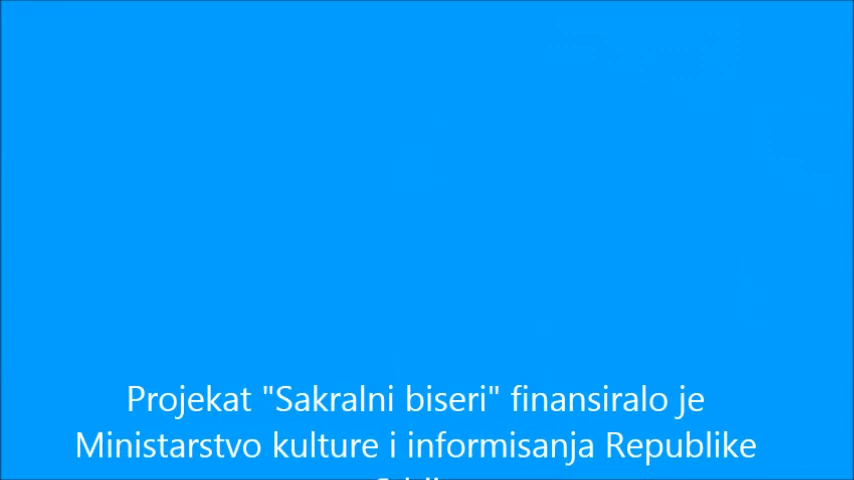 Projekat "Sakralni biseri" finansiralo je
Ministarstvo kulture i informisanja Republike